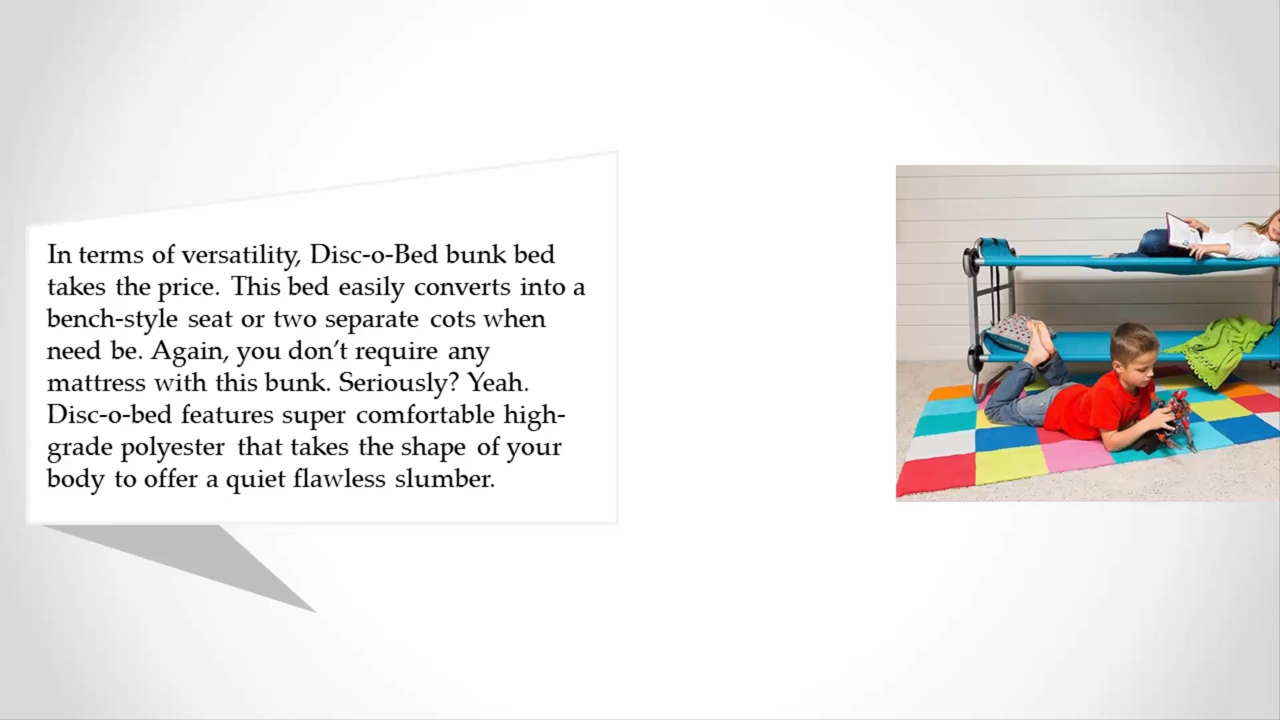 In terms of versatility, Disc-o-Bed bunk bed
takes the price. This bed easily converts into a
bench-style seat or two separate cots when
need be. Again, you don’t require any
mattress with this bunk. Seriously? Yeah.
Disc-o-bed features super comfortable high-
grade polyester that takes the shape of your
body to offer a quiet flawless slumber.